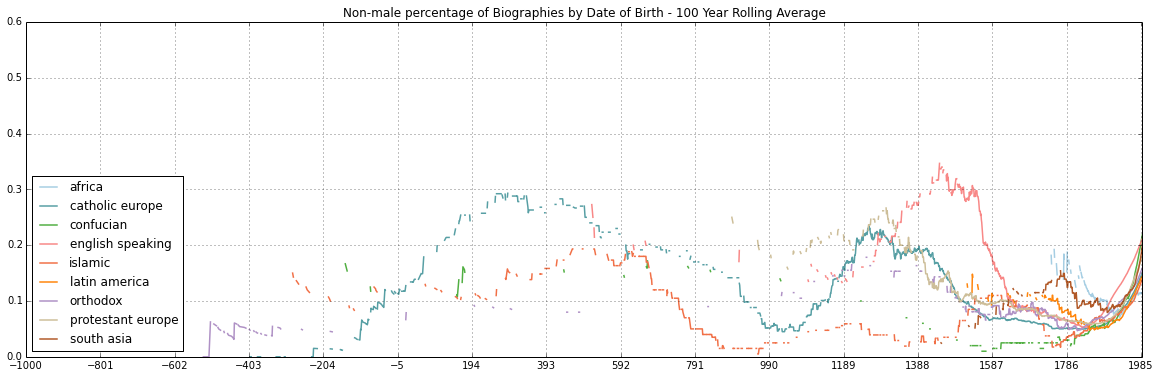 Non-male percentage of Biographies by Date of Birth - 100 Year Rolling Average
0.6
0.5
0.4
0.3
0.2
0.1
0.0
africa
catholic europe
confucian
english speaking
islamic
latin america
orthodox
protestant europe
south asia
−1000 −801 −602 −403 −204 −5 194 393 592 791 990 1189 1388 1587 1786 1985